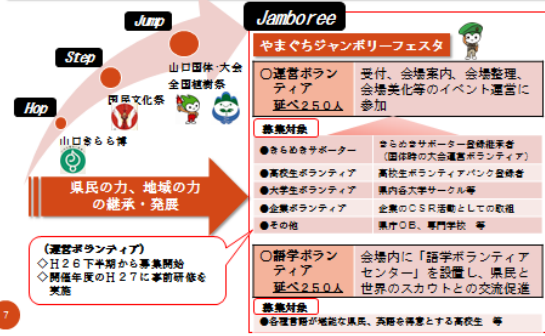 Hop
Step
Jump
Jamboree
山口きらら博
国民文化祭
山口国体・大会
全国植樹祭
県民の力、地域の力
の継承・発展
(運営ボランティア)
◇H26下半期から募集開始
◇開催年度のH27に事前研修を
実施
やまぐちジャンボリーフェスタ
○運営ボラン
ティア
延べ250人
受付、会場案内、会場整理、
会場美化等のイベント運営に
参加
募集対象
●きらめきサポーター
きらめきサポーター登録継承者
(国体時の大会運営ボランティア)
●高校生ボランティア
高校生ボランティアバンク登録者
●大学生ボランティア
県内各大学サークル等
●企業ボランティア
企業のCSR活動としての取組
●その他
県庁OB、専門学校 等
○語学ボラン
ティア
延べ250人
会場内に「語学ボランティア
センター」を設置し、県民と
世界のスカウトとの交流促進
募集対象
●各種言語が堪能な県民、英語を得意とする高校生 等
7